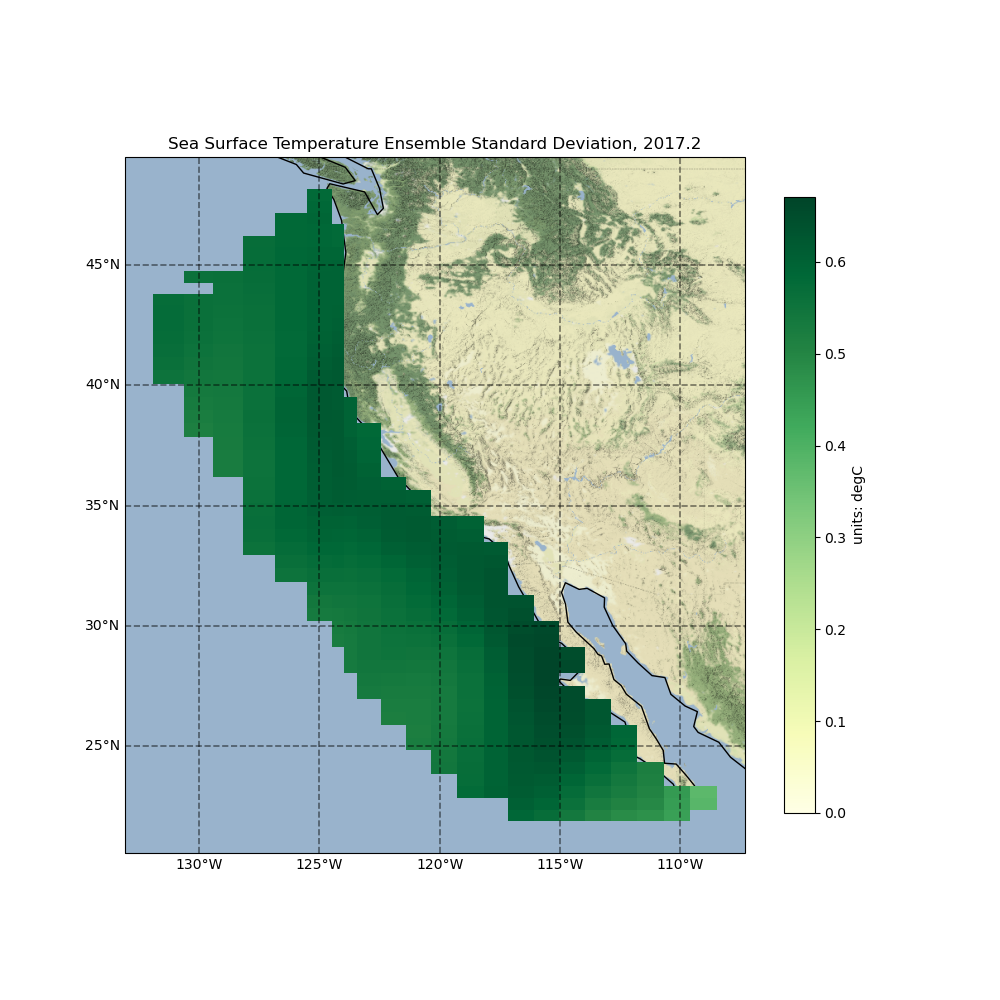 Sea Surface Temperature Ensemble Standard Deviation, 2017.2
45°N
40°N
35°N
30°N
25°N
130°W 125°W 120°W 115°W 110°W
0.6
0.5
0.4
0.3
0.2
0.1
0.0
units: degC